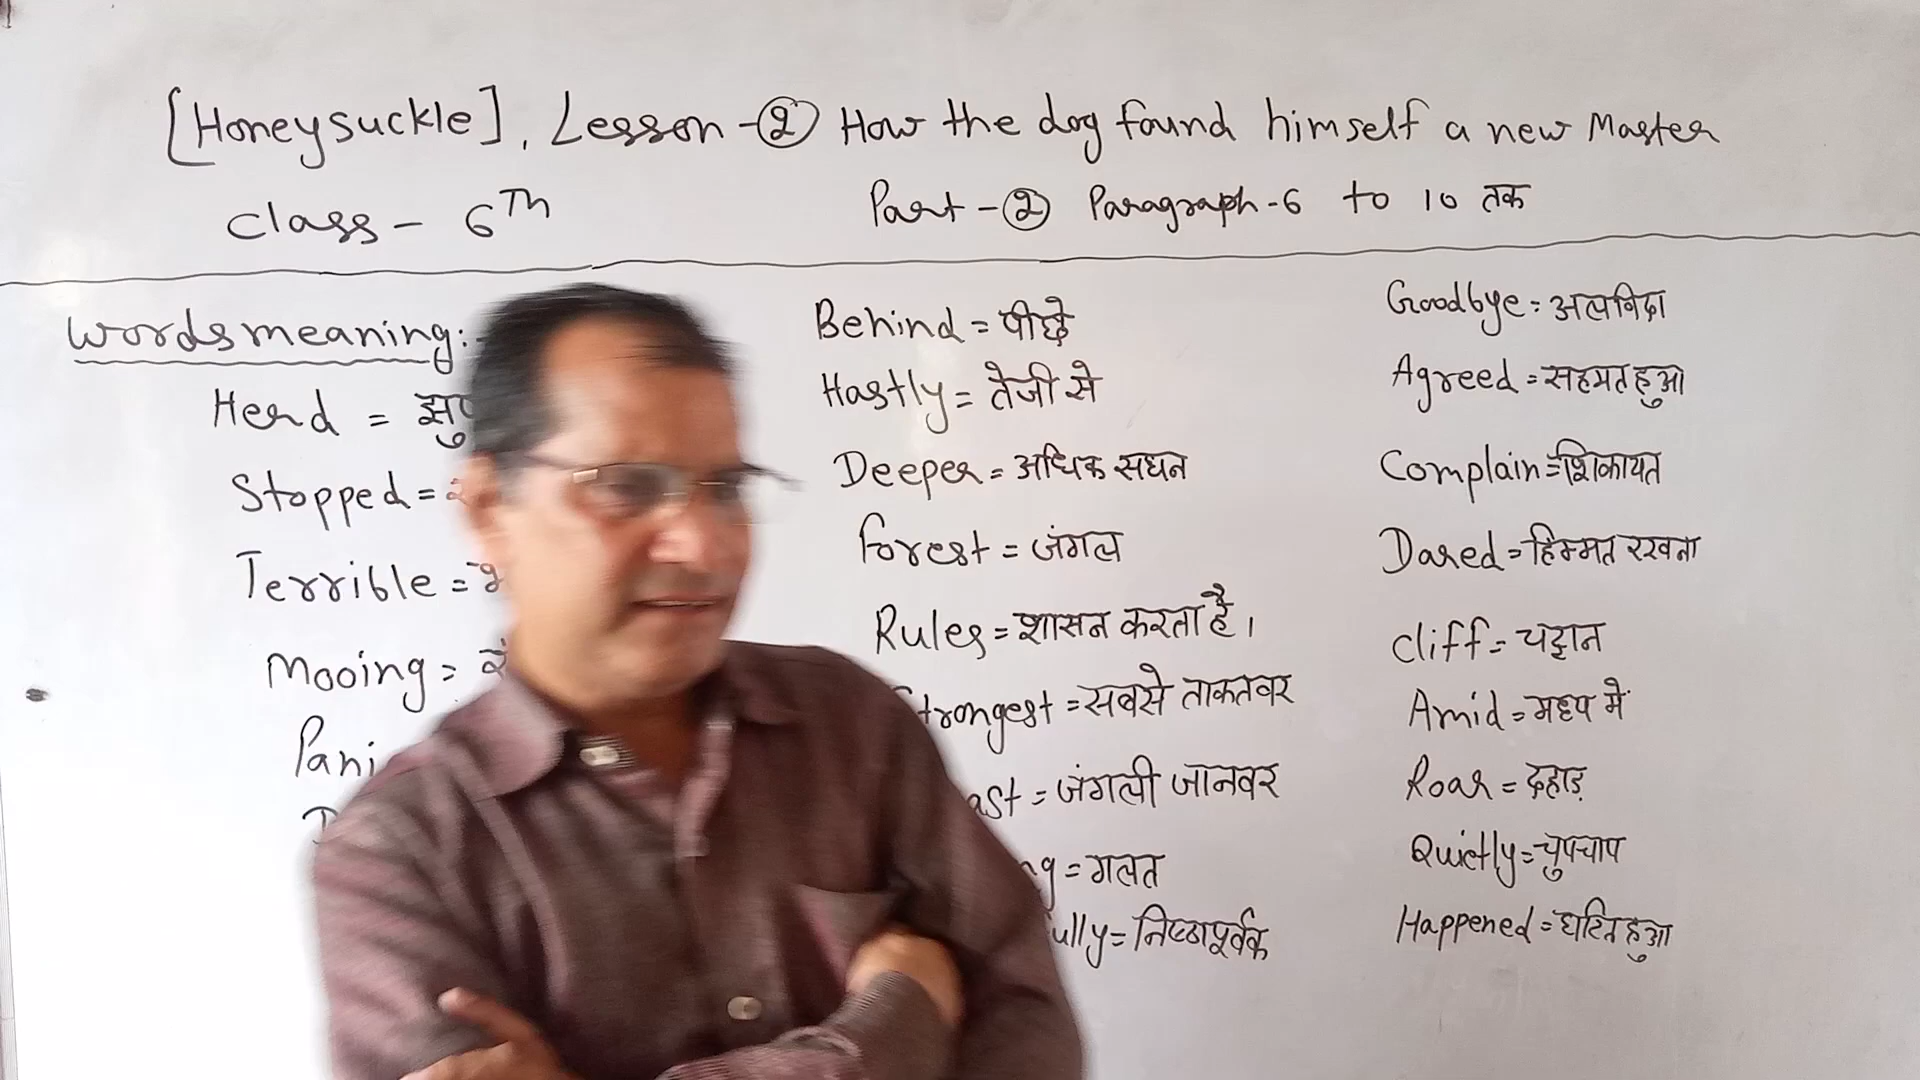 [Honeysuckle], Lesson-② How the dog found himself a new Master
Class - 6Th
Part-② Paragraph-6 to 10 तक
Words meaning:-
Herd =
Stopped =
Terrible =
Mooing =
Behind = पीछे
Hastly = तेजी से
Deeper = अधिक सघन
Forest = जंगल
Rules = शासन करता है।
Strongest = सबसे ताकतवर
= जंगली जानवर
= गलत
= निष्ठापूर्वक
Goodbye = अलविदा
Agreed = सहमत हुआ
Complain = शिकायत
Dared = हिम्मत रखना
Cliff = चट्टान
Amid = मध्य में
Roar = दहाड़
Quietly = चुपचाप
Happened = घटित हुआ